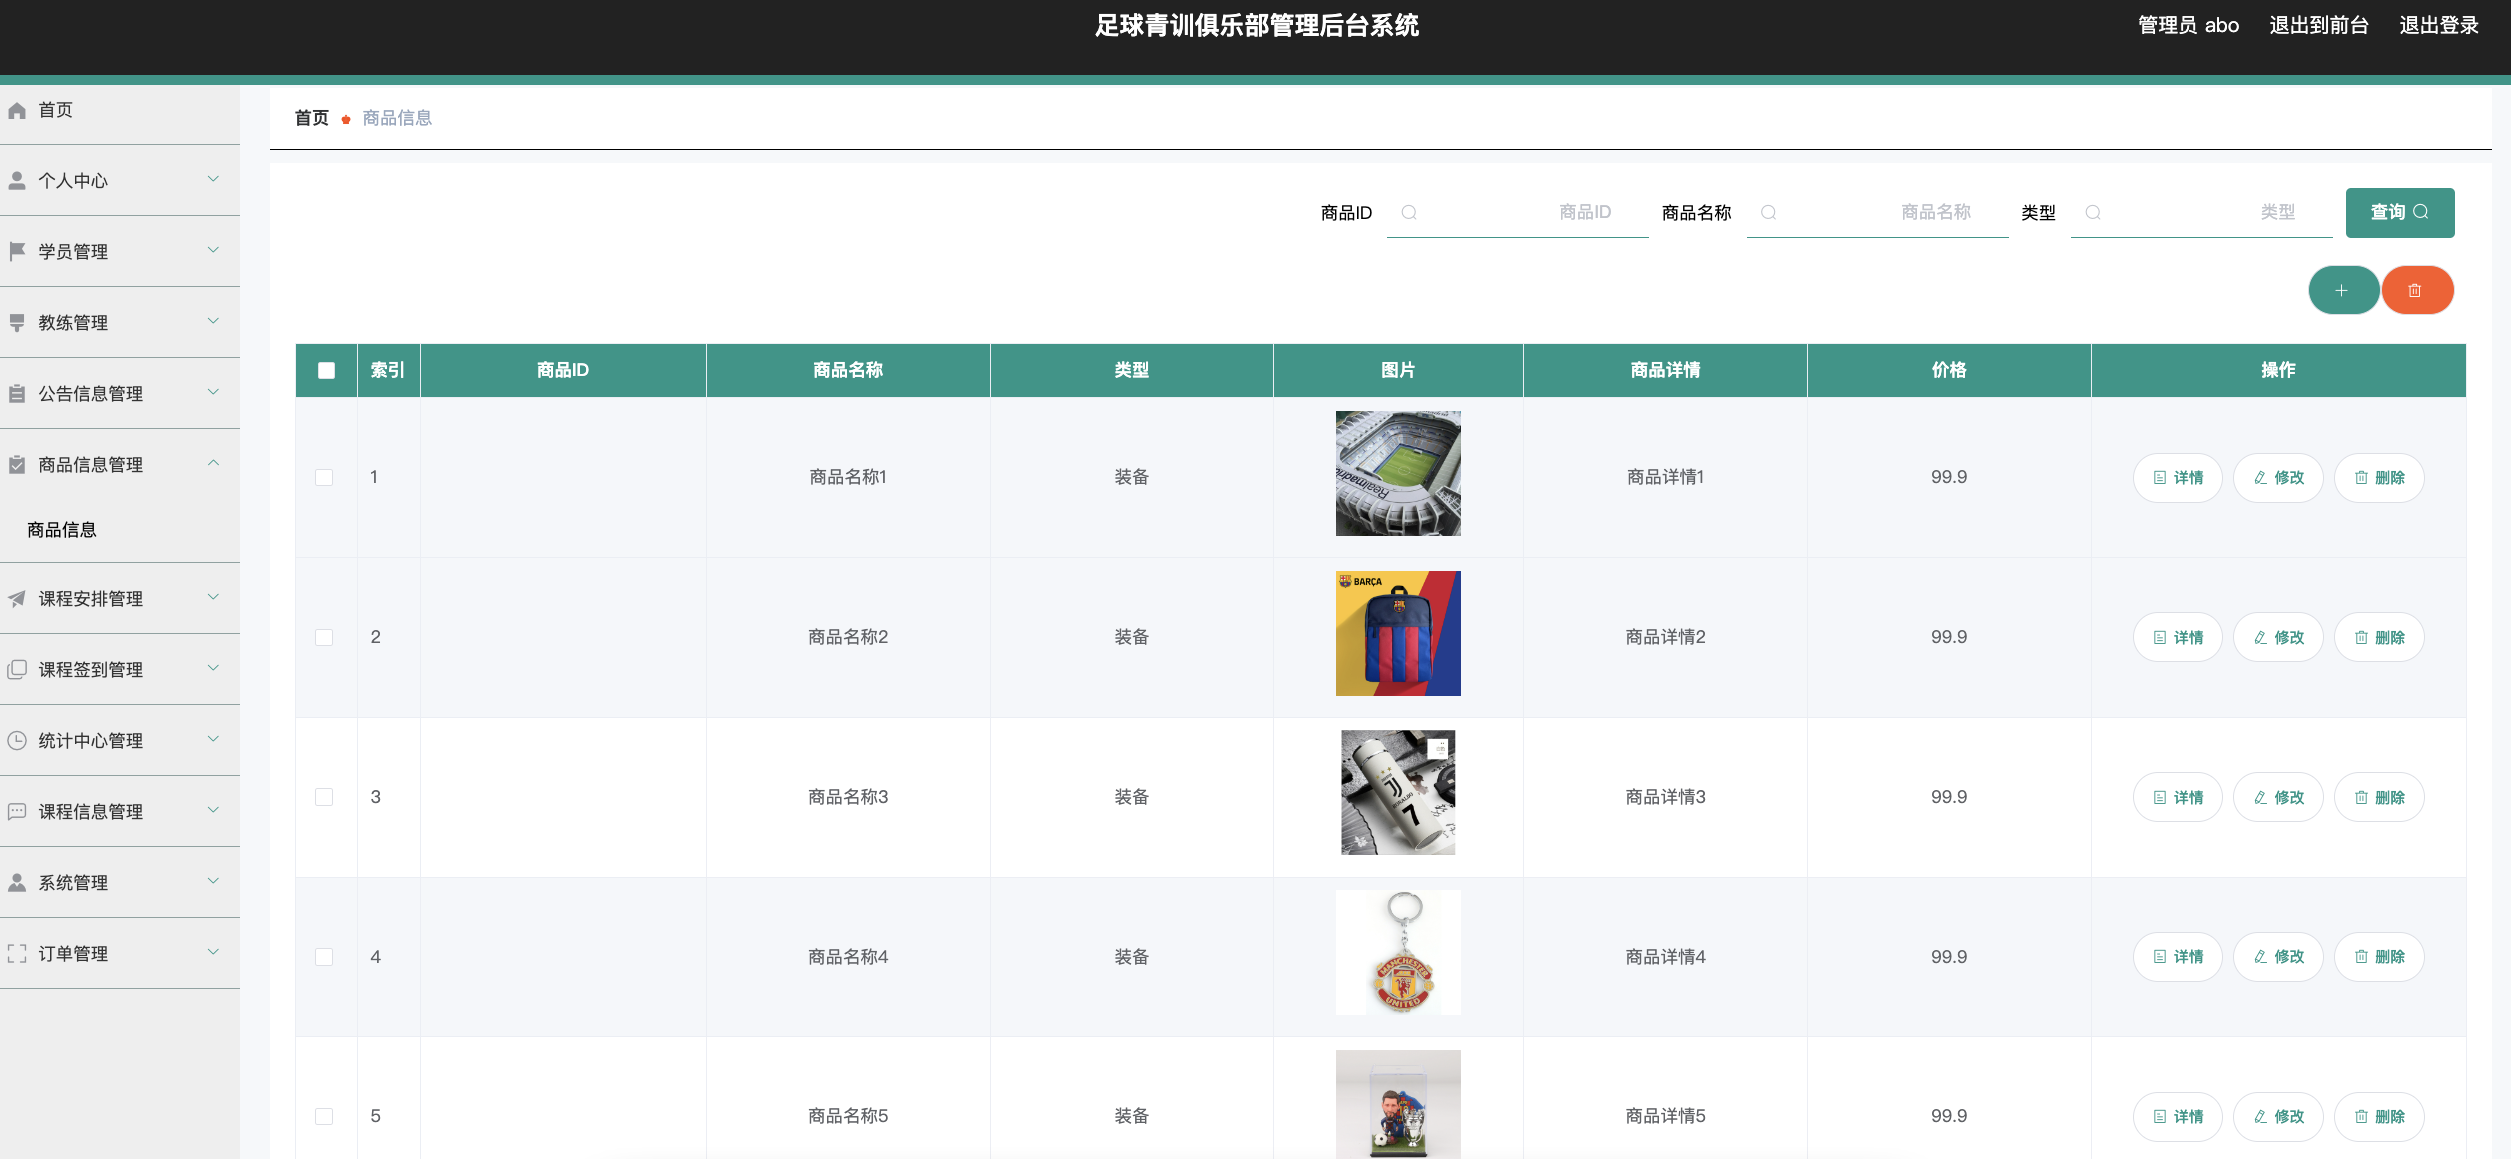 足球青训俱乐部管理后台系统
管理员 abo 退出到前台 退出登录
首页
个人中心
学员管理
教练管理
公告信息管理
商品信息管理
商品信息
课程安排管理
课程签到管理
统计中心管理
课程信息管理
系统管理
订单管理
首页 商品信息
商品ID 商品ID 商品名称 商品名称 类型 类型 查询
索引 商品ID 商品名称 类型 图片 商品详情 价格 操作
1 商品名称1 装备 商品详情1 99.9 详情 修改 删除
Realmadrid
2 商品名称2 装备 商品详情2 99.9 详情 修改 删除
BARÇA
3 商品名称3 装备 商品详情3 99.9 详情 修改 删除
RONALDO
7
4 商品名称4 装备 商品详情4 99.9 详情 修改 删除
MANCHESTER
UNITED
5 商品名称5 装备 商品详情5 99.9 详情 修改 删除